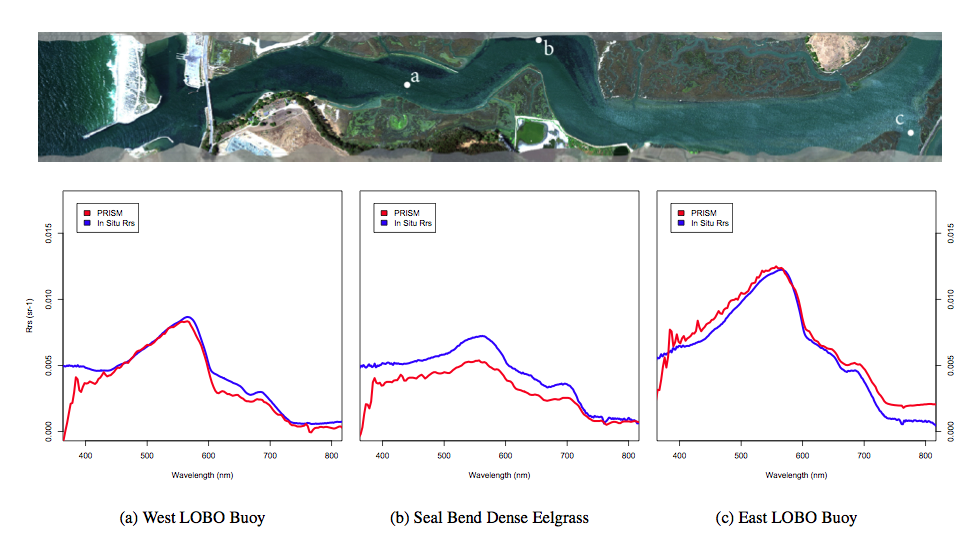 a
b
c
PRISM
In Situ Rrs
PRISM
In Situ Rrs
PRISM
In Situ Rrs
Rrs (sr-1)
0.000
0.005
0.010
0.015
0.000
0.005
0.010
0.015
400 500 600 700 800
400 500 600 700 800
400 500 600 700 800
Wavelength (nm)
Wavelength (nm)
Wavelength (nm)
(a) West LOBO Buoy
(b) Seal Bend Dense Eelgrass
(c) East LOBO Buoy